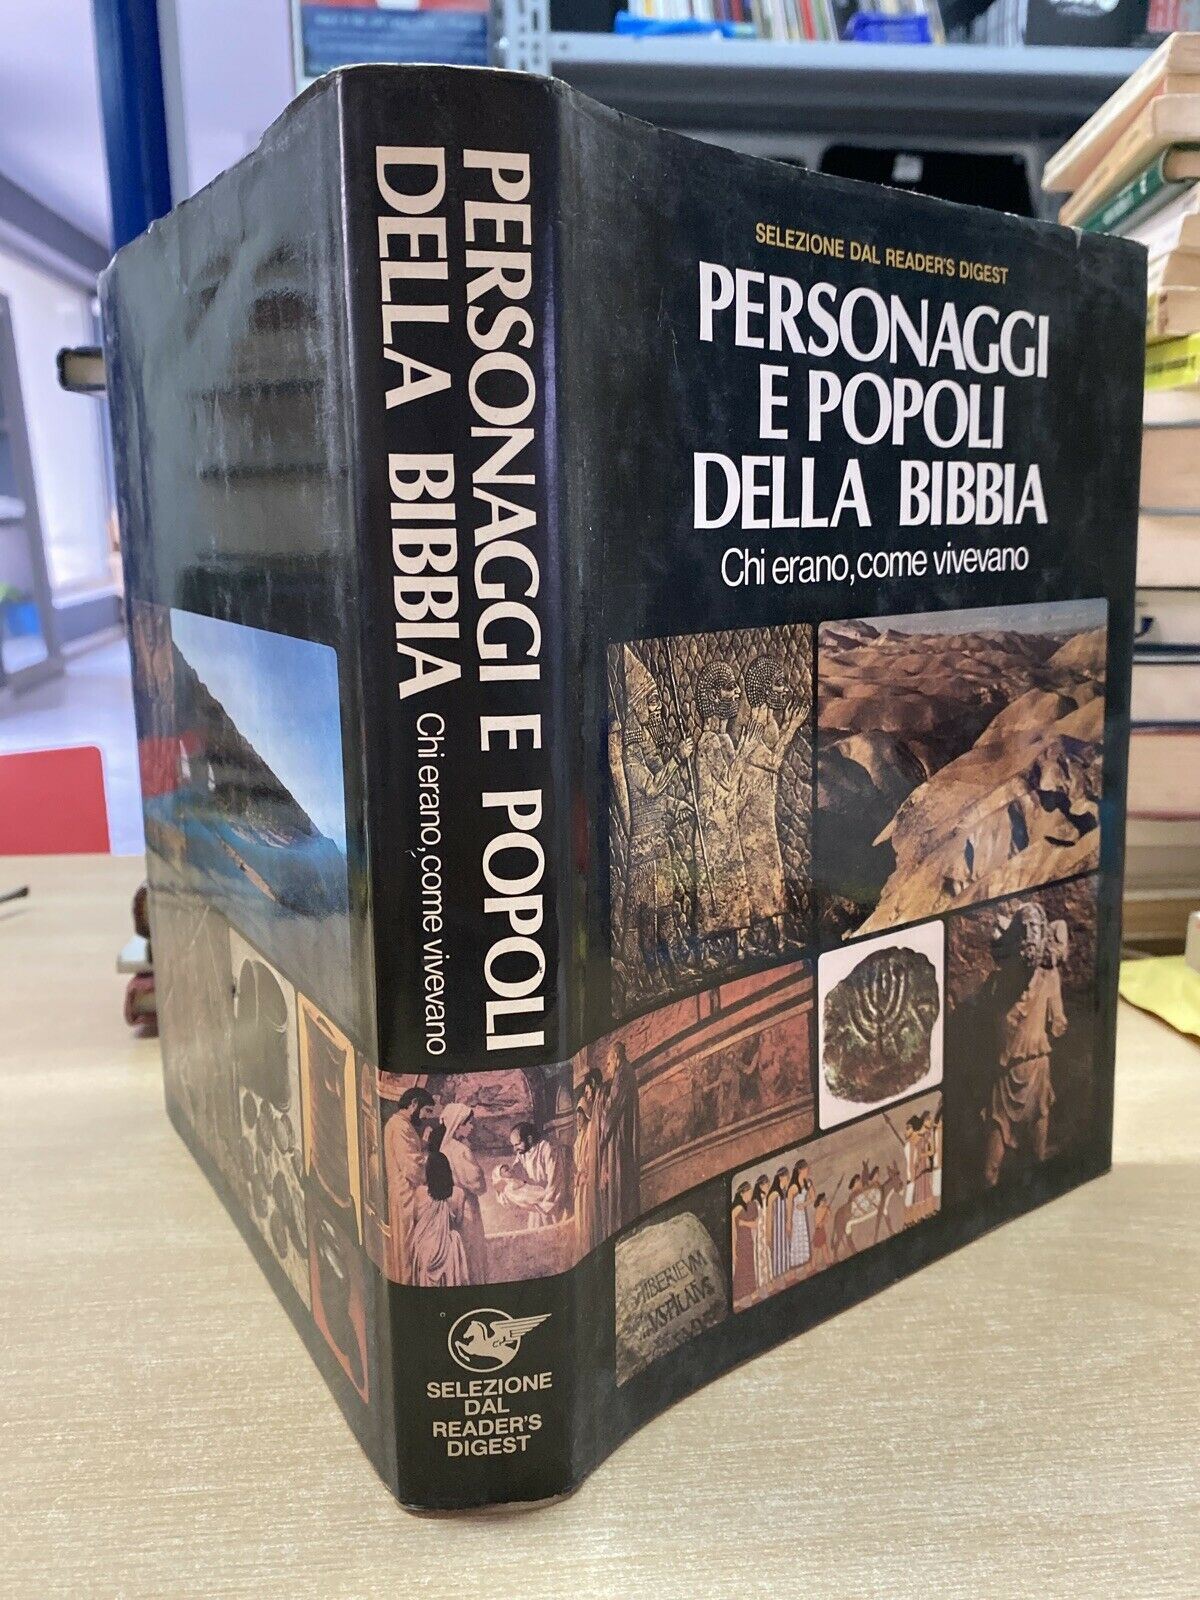 PERSONAGGI E POPOLI
DELLA BIBBIA
Chi erano, come vivevano
SELEZIONE
DAL
READER'S
DIGEST
SELEZIONE DAL READER'S DIGEST
PERSONAGGI
E POPOLI
DELLA BIBBIA
Chi erano, come vivevano
TIBERIEVM